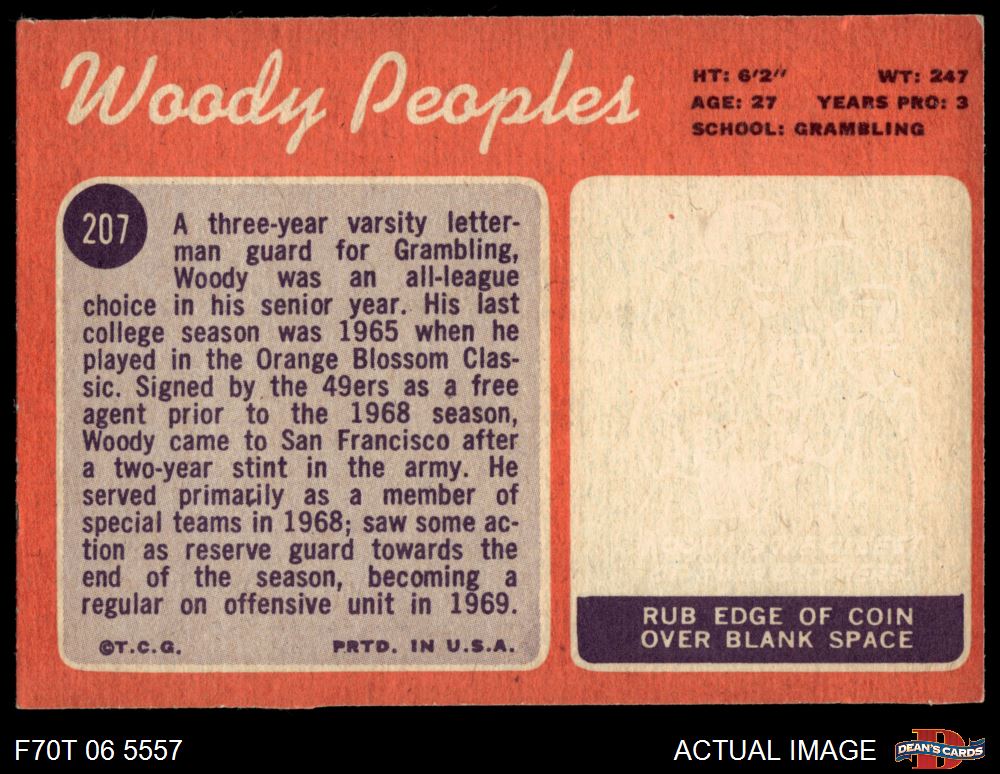 Woody Peoples
HT: 6'2" WT: 247
AGE: 27 YEARS PRO: 3
SCHOOL: GRAMBLING
207
A three-year varsity letter-
man guard for Grambling,
Woody was an all-league
choice in his senior year. His last
college season was 1965 when he
played in the Orange Blossom Clas-
sic. Signed by the 49ers as a free
agent prior to the 1968 season,
Woody came to San Francisco after
a two-year stint in the army. He
served primarily as a member of
special teams in 1968; saw some ac-
tion as reserve guard towards the
end of the season, becoming a
regular on offensive unit in 1969.
©T.C.G. PRTD. IN U.S.A.
RUB EDGE OF COIN
OVER BLANK SPACE
F70T 06 5557
ACTUAL IMAGE
D
DEAN'S CARDS